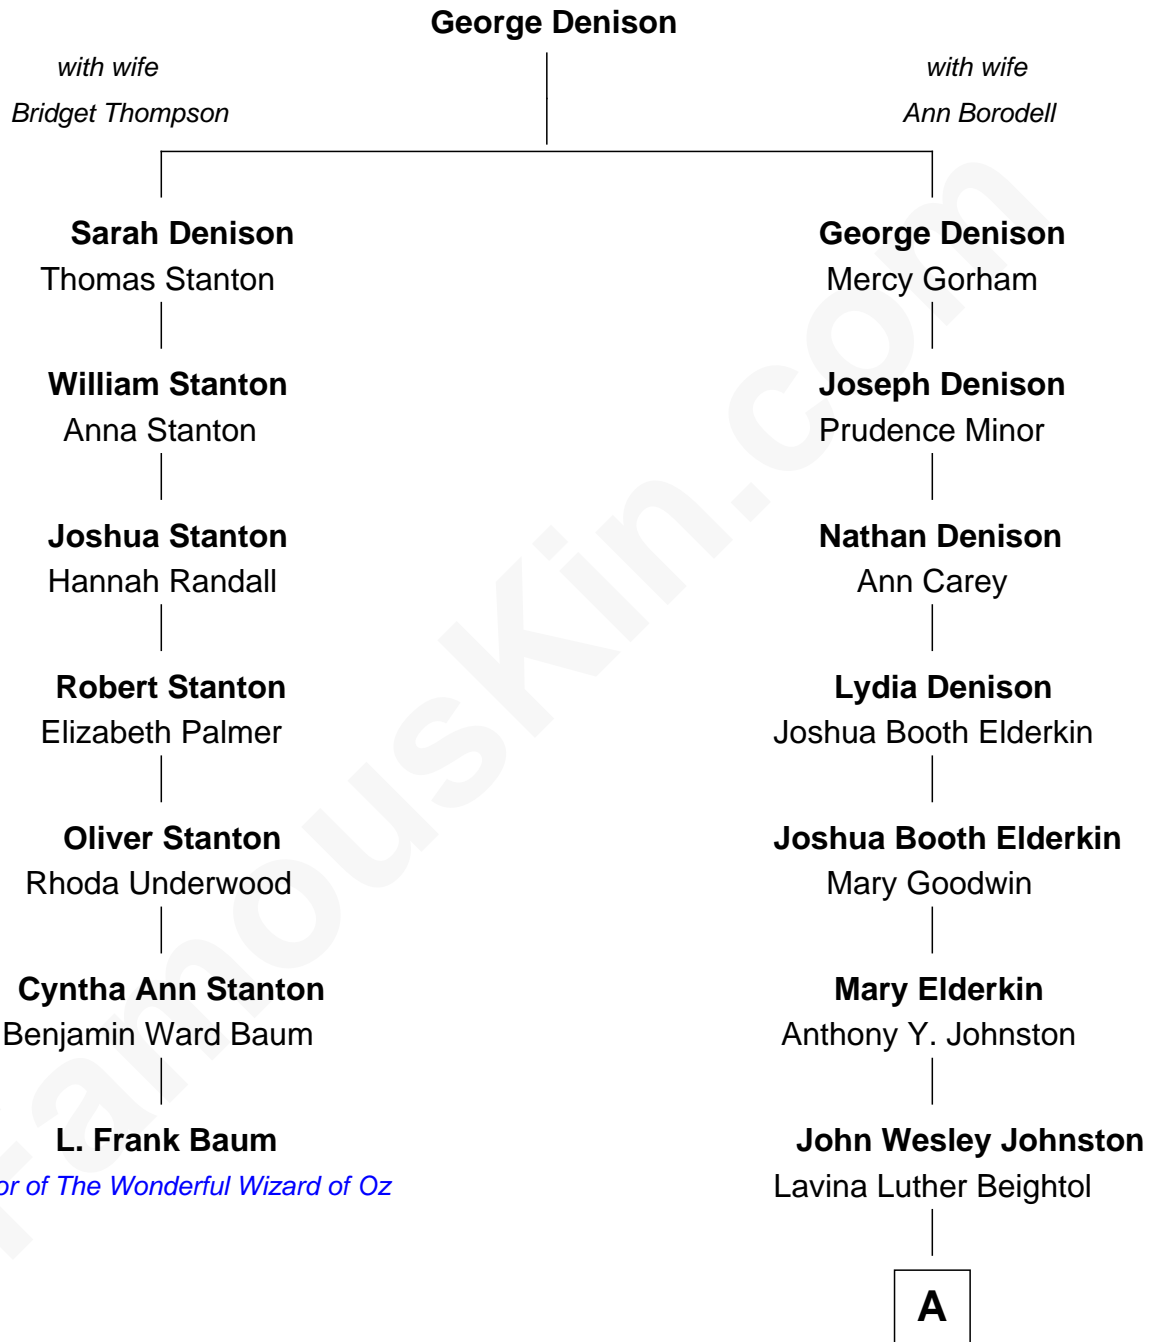 George Denison
with wife
Bridget Thompson
with wife
Ann Borodell
Sarah Denison
Thomas Stanton
George Denison
Mercy Gorham
William Stanton
Anna Stanton
Joseph Denison
Prudence Minor
Joshua Stanton
Hannah Randall
Nathan Denison
Ann Carey
Robert Stanton
Elizabeth Palmer
Lydia Denison
Joshua Booth Elderkin
Oliver Stanton
Rhoda Underwood
Joshua Booth Elderkin
Mary Goodwin
Cyntha Ann Stanton
Benjamin Ward Baum
Mary Elderkin
Anthony Y. Johnston
L. Frank Baum
or of The Wonderful Wizard of Oz
John Wesley Johnston
Lavina Luther Beightol
A
FamousKin.com